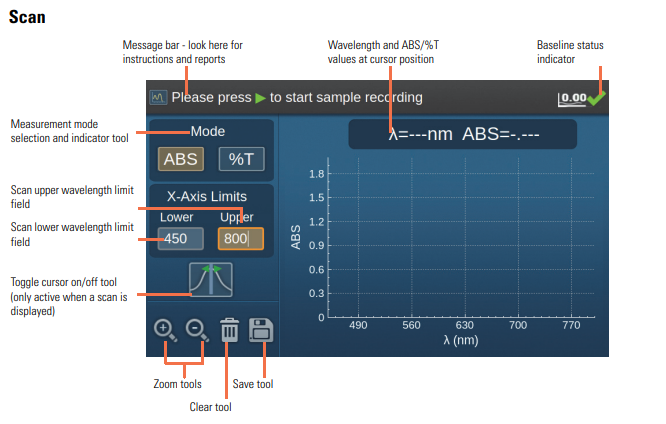 Scan
Message bar - look here for
instructions and reports
Wavelength and ABS/%T
values at cursor position
Baseline status
indicator
Please press ▶ to start sample recording
0.00
Measurement mode
selection and indicator tool
Mode
ABS
%T
λ=---nm ABS=-.---
Scan upper wavelength limit
field
Scan lower wavelength limit
field
X-Axis Limits
Lower
Upper
450
800
Toggle cursor on/off tool
(only active when a scan is
displayed)
ABS
1.8
1.5
1.2
0.9
0.6
0.3
0
490
560
630
700
770
λ (nm)
Zoom tools
Save tool
Clear tool